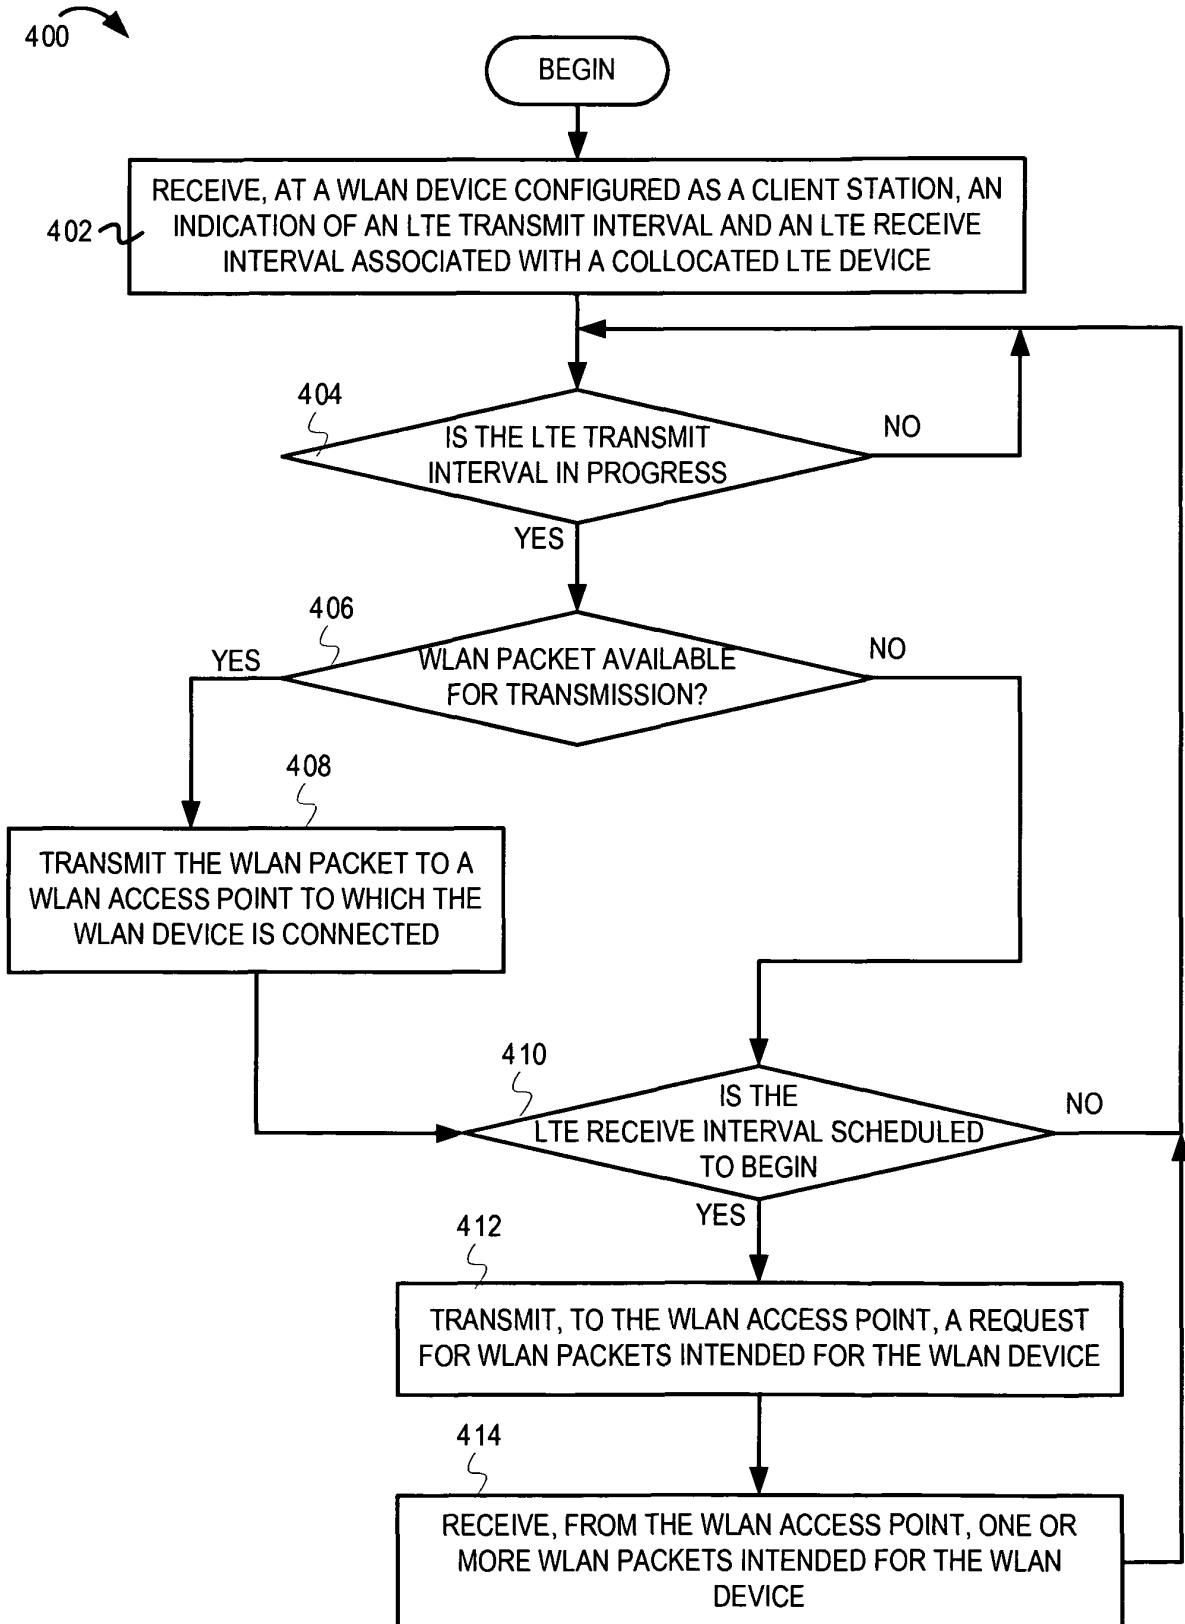 400
BEGIN
RECEIVE, AT A WLAN DEVICE CONFIGURED AS A CLIENT STATION, AN
INDICATION OF AN LTE TRANSMIT INTERVAL AND AN LTE RECEIVE
INTERVAL ASSOCIATED WITH A COLLOCATED LTE DEVICE
402
404
IS THE LTE TRANSMIT
INTERVAL IN PROGRESS
NO
YES
406
WLAN PACKET AVAILABLE
FOR TRANSMISSION?
YES
NO
408
TRANSMIT THE WLAN PACKET TO A
WLAN ACCESS POINT TO WHICH THE
WLAN DEVICE IS CONNECTED
410
IS THE
LTE RECEIVE INTERVAL SCHEDULED
TO BEGIN
NO
YES
412
TRANSMIT, TO THE WLAN ACCESS POINT, A REQUEST
FOR WLAN PACKETS INTENDED FOR THE WLAN DEVICE
414
RECEIVE, FROM THE WLAN ACCESS POINT, ONE OR
MORE WLAN PACKETS INTENDED FOR THE WLAN
DEVICE